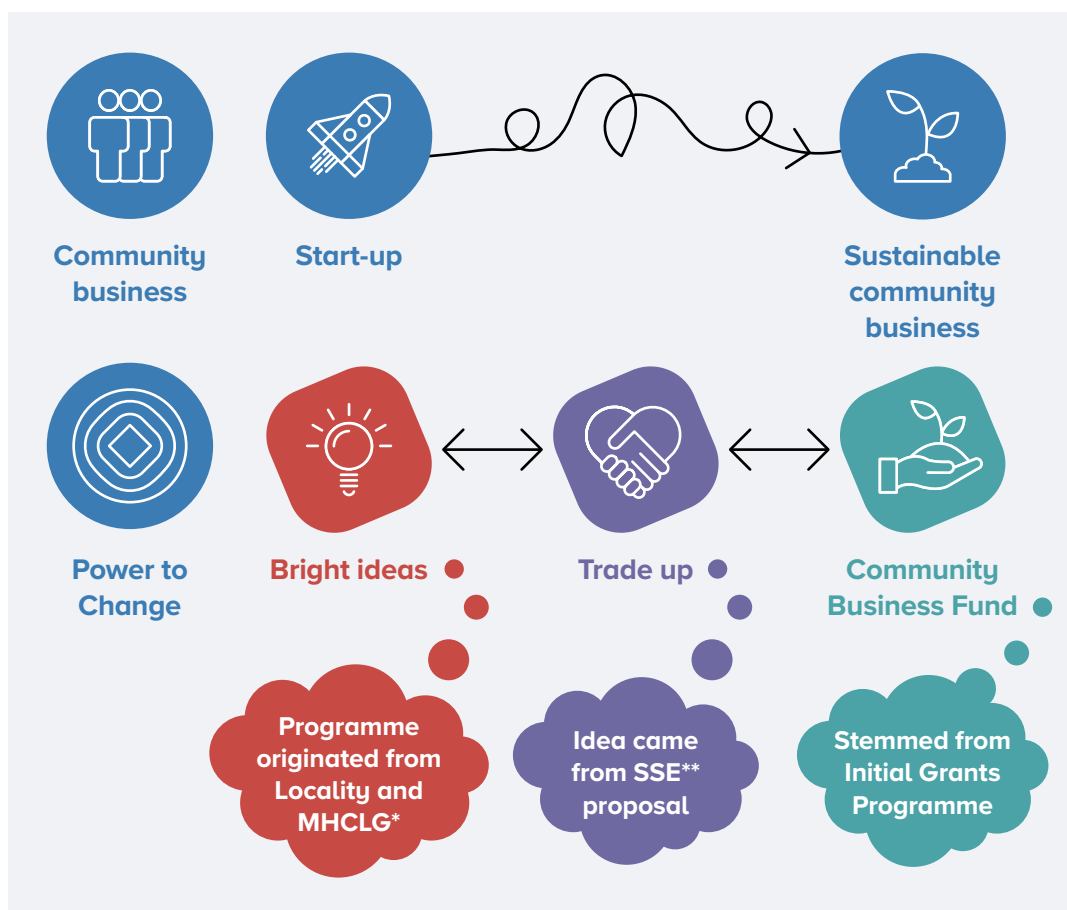 Community
business
Start-up
Sustainable
community
business
Power to
Change
Bright ideas
Trade up
Community
Business Fund
Programme
originated from
Locality and
MHCLG*
Idea came
from SSE**
proposal
Stemmed from
Initial Grants
Programme